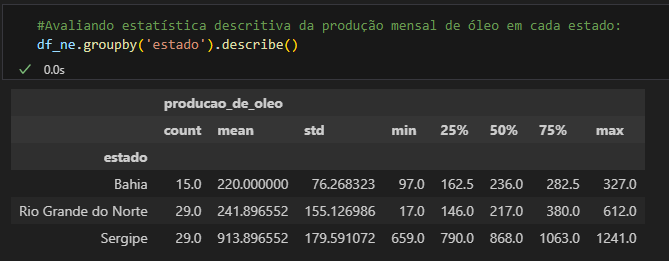 #Avaliando estatística descritiva da produção mensal de óleo em cada estado:
df_ne.groupby('estado').describe()
0.0s
producao_de_oleo
count mean std min 25% 50% 75% max
estado
Bahia 15.0 220.000000 76.268323 97.0 162.5 236.0 282.5 327.0
Rio Grande do Norte 29.0 241.896552 155.126986 17.0 146.0 217.0 380.0 612.0
Sergipe 29.0 913.896552 179.591072 659.0 790.0 868.0 1063.0 1241.0